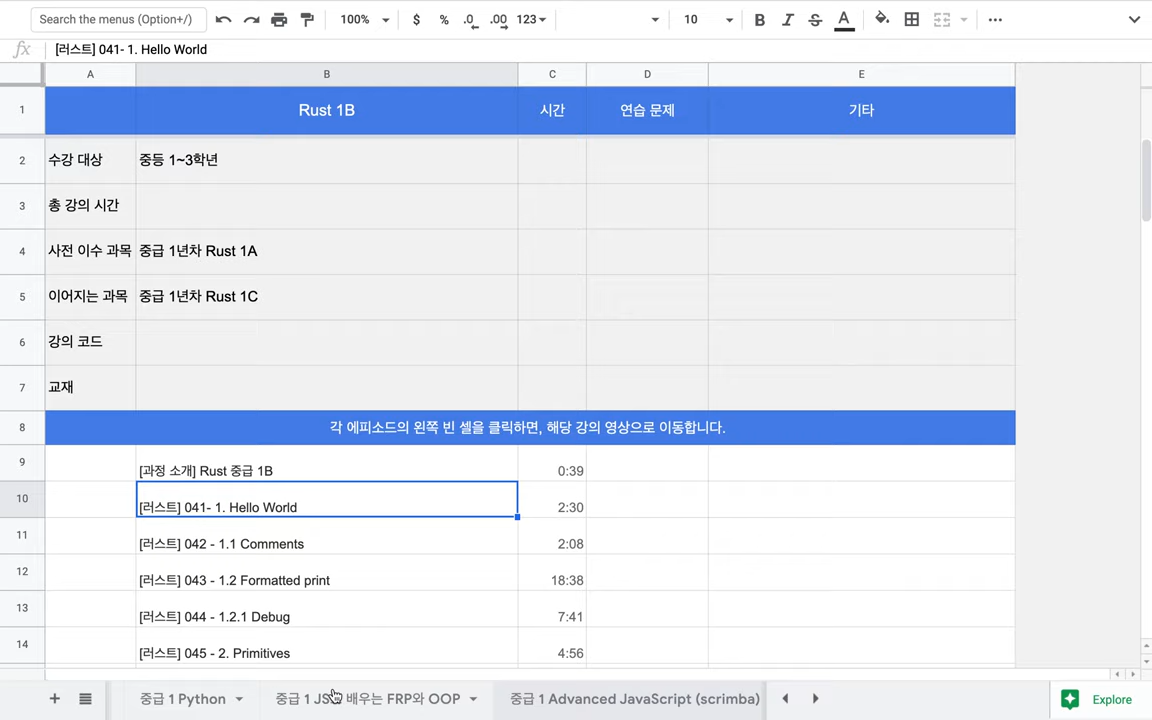 Search the menus (Option+/) 100% $ % .0 .00 123 10 B I S A
fx [러스트] 041- 1. Hello World
A B C D E
1 Rust 1B 시간 연습 문제 기타
2 수강 대상 중등 1~3학년
3 총 강의 시간
4 사전 이수 과목 중급 1년차 Rust 1A
5 이어지는 과목 중급 1년차 Rust 1C
6 강의 코드
7 교재
8 각 에피소드의 왼쪽 빈 셀을 클릭하면, 해당 강의 영상으로 이동합니다.
9 [과정 소개] Rust 중급 1B 0:39
10 [러스트] 041- 1. Hello World 2:30
11 [러스트] 042 - 1.1 Comments 2:08
12 [러스트] 043 - 1.2 Formatted print 18:38
13 [러스트] 044 - 1.2.1 Debug 7:41
14 [러스트] 045 - 2. Primitives 4:56
중급 1 Python 중급 1 배우는 FRP와 OOP 중급 1 Advanced JavaScript (scrimba) Explore